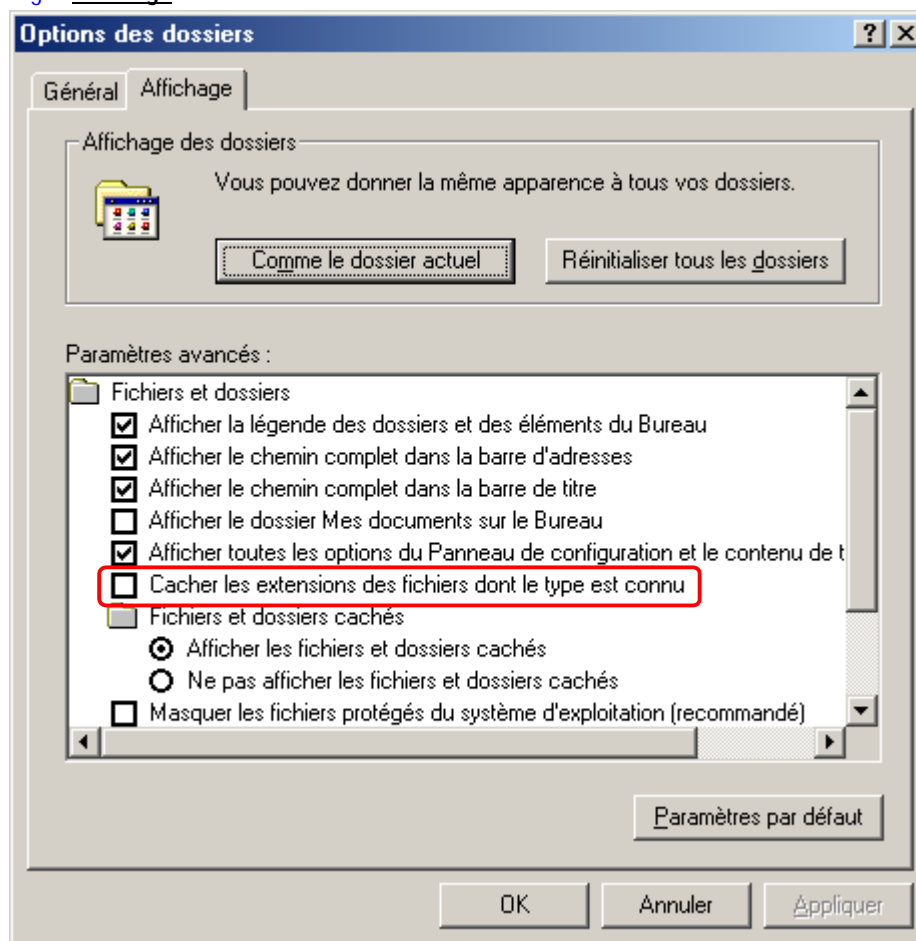 Options des dossiers
Général Affichage
Affichage des dossiers
Vous pouvez donner la même apparence à tous vos dossiers.
Comme le dossier actuel Réinitialiser tous les dossiers
Paramètres avancés :
Fichiers et dossiers
Afficher la légende des dossiers et des éléments du Bureau
Afficher le chemin complet dans la barre d'adresses
Afficher le chemin complet dans la barre de titre
Afficher le dossier Mes documents sur le Bureau
Afficher toutes les options du Panneau de configuration et le contenu de t
Cacher les extensions des fichiers dont le type est connu
Fichiers et dossiers cachés
Afficher les fichiers et dossiers cachés
Ne pas afficher les fichiers et dossiers cachés
Masquer les fichiers protégés du système d'exploitation (recommandé)
Paramètres par défaut
OK Annuler Appliquer